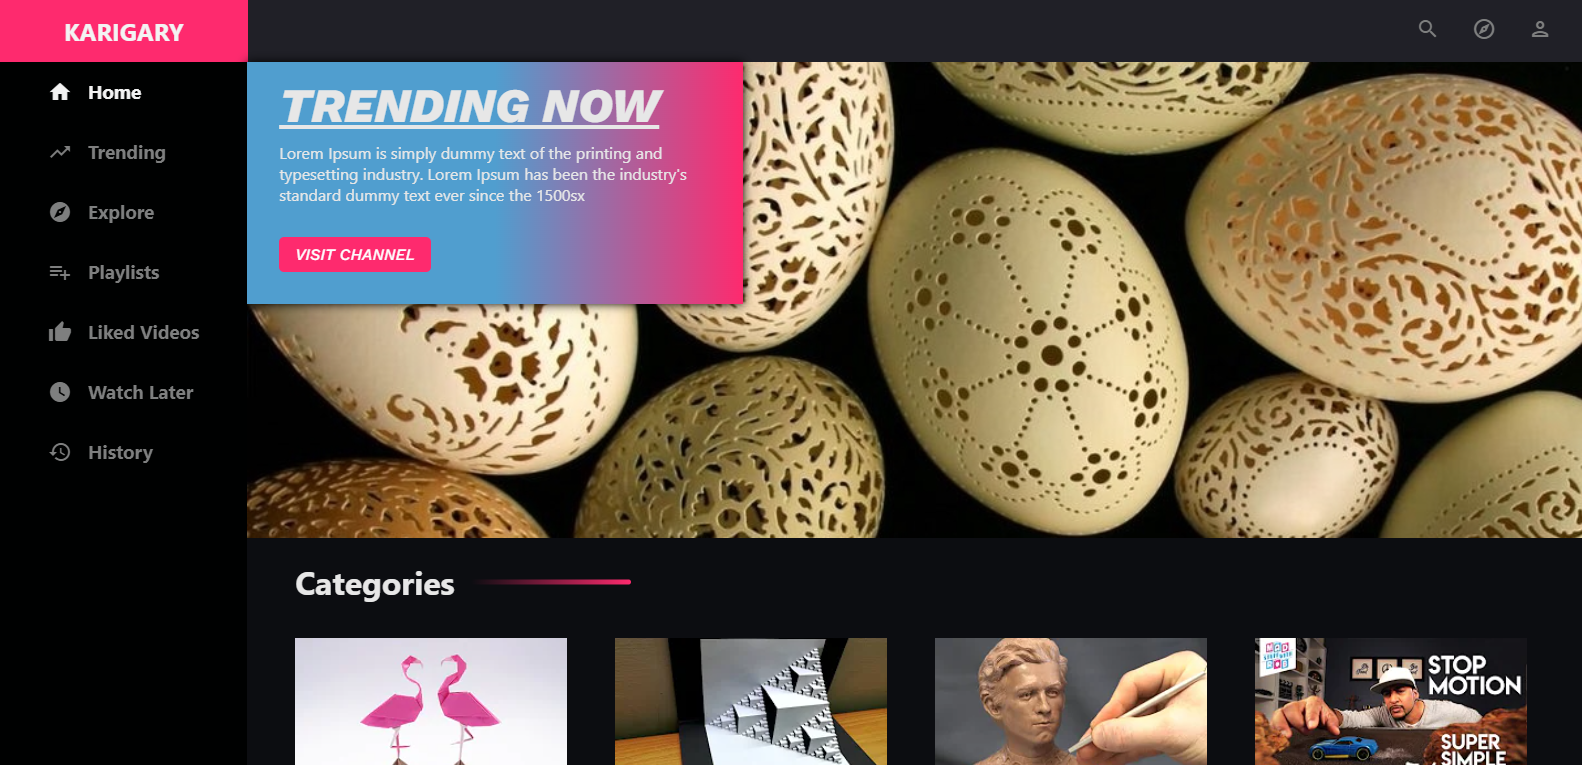 KARIGARY
Home
Trending
Explore
Playlists
Liked Videos
Watch Later
History
TRENDING NOW
Lorem Ipsum is simply dummy text of the printing and
typesetting industry. Lorem Ipsum has been the industry's
standard dummy text ever since the 1500sx
VISIT CHANNEL
Categories
STOP
MOTION
SUPER
SIMPLE